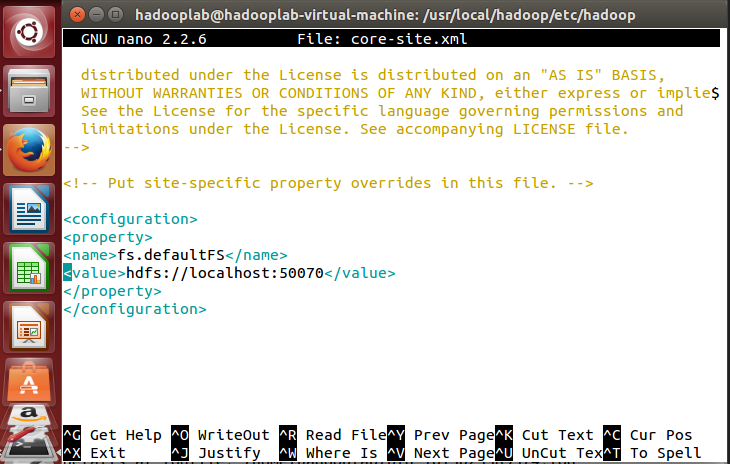 hadooplab@hadooplab-virtual-machine: /usr/local/hadoop/etc/hadoop
GNU nano 2.2.6 File: core-site.xml
distributed under the License is distributed on an "AS IS" BASIS,
WITHOUT WARRANTIES OR CONDITIONS OF ANY KIND, either express or implie$
See the License for the specific language governing permissions and
limitations under the License. See accompanying LICENSE file.
-->
<!-- Put site-specific property overrides in this file. -->
<configuration>
<property>
<name>fs.defaultFS</name>
<value>hdfs://localhost:50070</value>
</property>
</configuration>
^G Get Help ^O WriteOut ^R Read File ^Y Prev Page ^K Cut Text ^C Cur Pos
^X Exit ^J Justify ^W Where Is ^V Next Page ^U UnCut Tex ^T To Spell